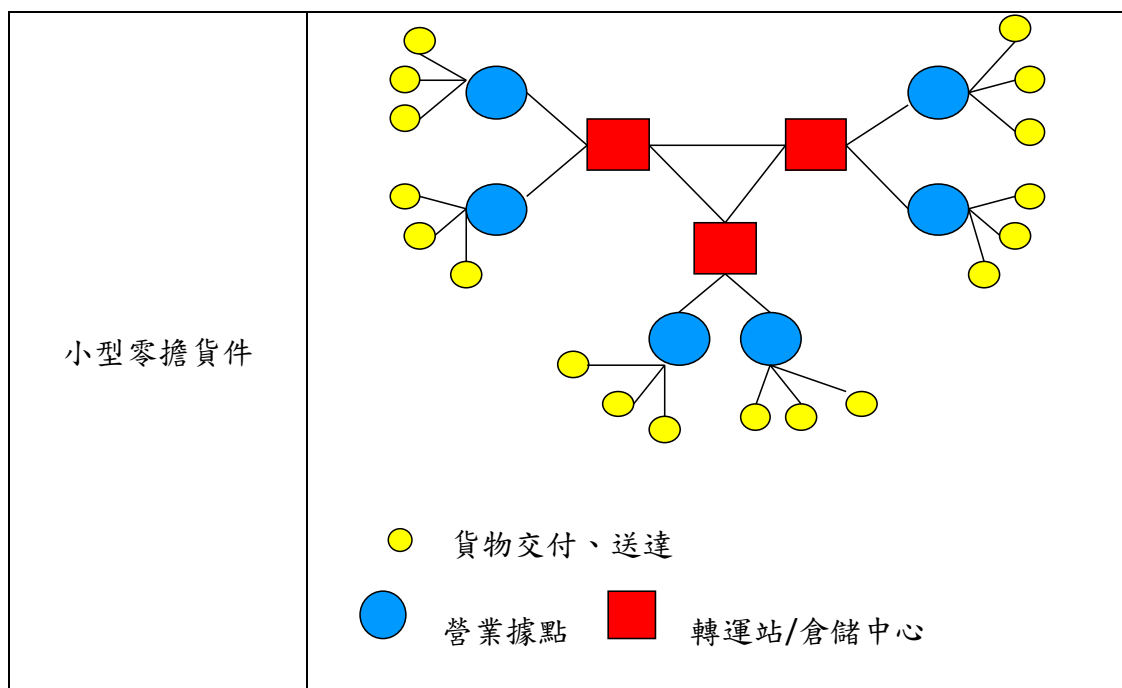 小型零擔貨件
貨物交付、送達
營業據點
轉運站/倉儲中心